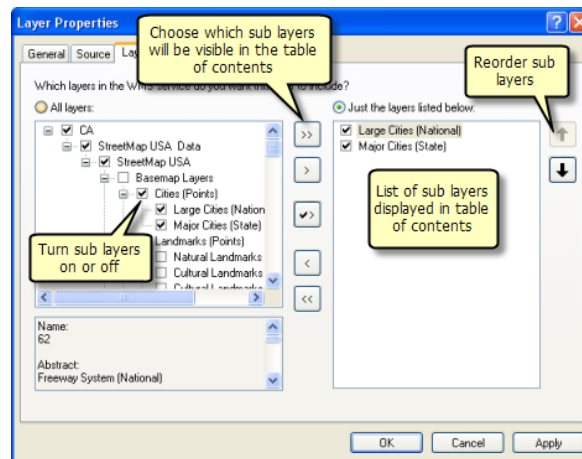 Layer Properties
Choose which sub layers
will be visible in the table
of contents
Reorder sub
layers
General Source
Which layers in the WMS service do you want this to include?
All layers:
Just the layers listed below:
CA
StreetMap USA Data
StreetMap USA
Basemap Layers
Cities (Points)
Large Cities (Nation
Major Cities (State)
Landmarks (Points)
Natural Landmarks
Cultural Landmarks
Cultural Landmarks
>>
>
>
<
<<
Large Cities (National)
Major Cities (State)
List of sub layers
displayed in table
of contents
Turn sub layers
on or off
Name:
62
Abstract:
Freeway System (National)
OK Cancel Apply